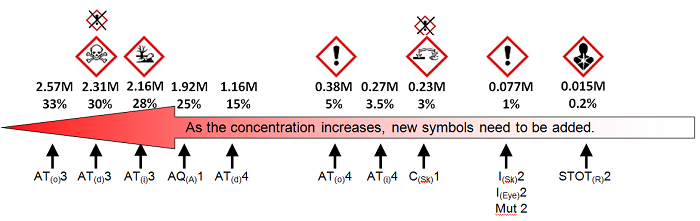 2.57M 2.31M 2.16M 1.92M 1.16M 0.38M 0.27M 0.23M 0.077M 0.015M
33% 30% 28% 25% 15% 5% 3.5% 3% 1% 0.2%
As the concentration increases, new symbols need to be added.
AT(o)3 AT(d)3 AT(i)3 AQ(A)1 AT(d)4 AT(o)4 AT(i)4 C(Sk)1 I(Sk)2 STOT(R)2
I(Eye)2
Mut 2